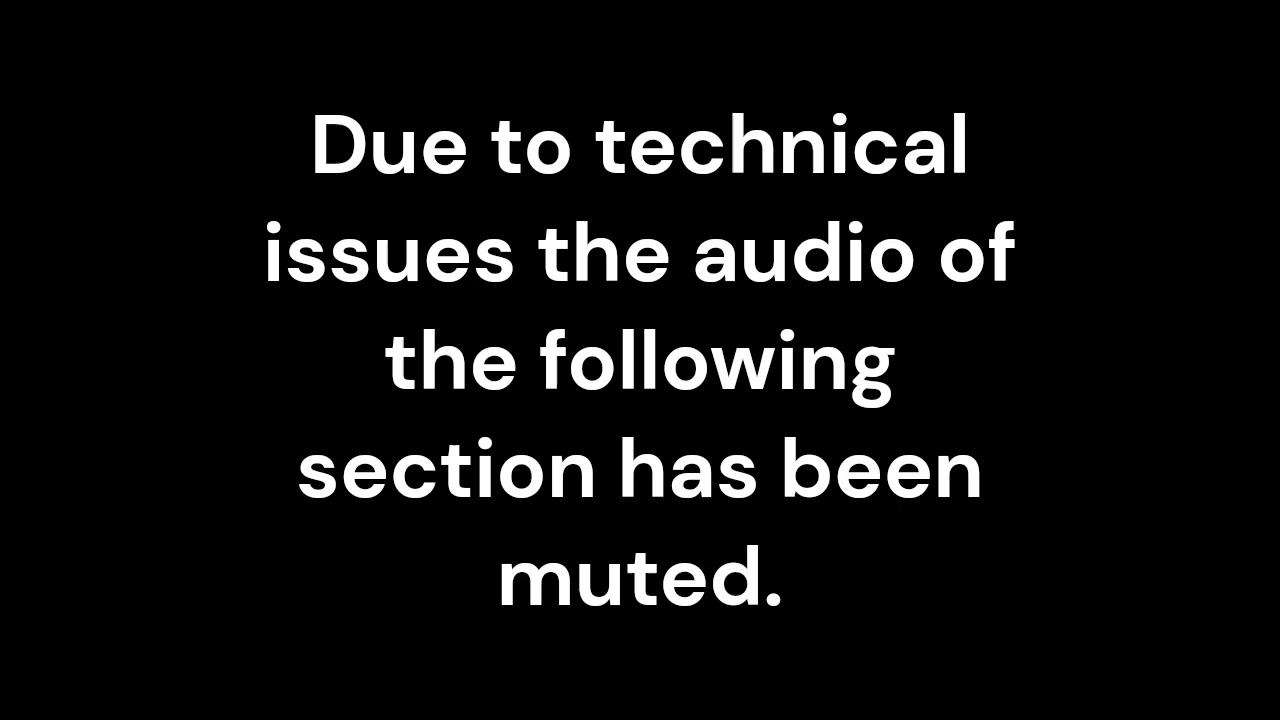 Due to technical
issues the audio of
the following
section has been
muted.